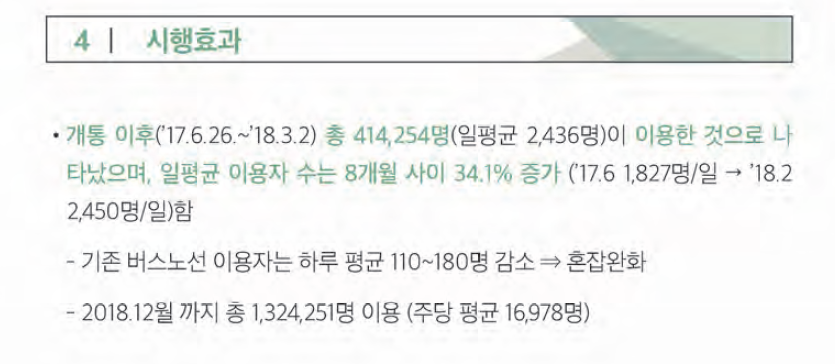 4 | 시행효과
• 개통 이후('17.6.26.~'18.3.2) 총 414,254명(일평균 2,436명)이 이용한 것으로 나
타났으며, 일평균 이용자 수는 8개월 사이 34.1% 증가 ('17.6 1,827명/일 → '18.2
2,450명/일)함
- 기존 버스노선 이용자는 하루 평균 110~180명 감소 ⇒ 혼잡완화
- 2018.12월 까지 총 1,324,251명 이용 (주당 평균 16,978명)